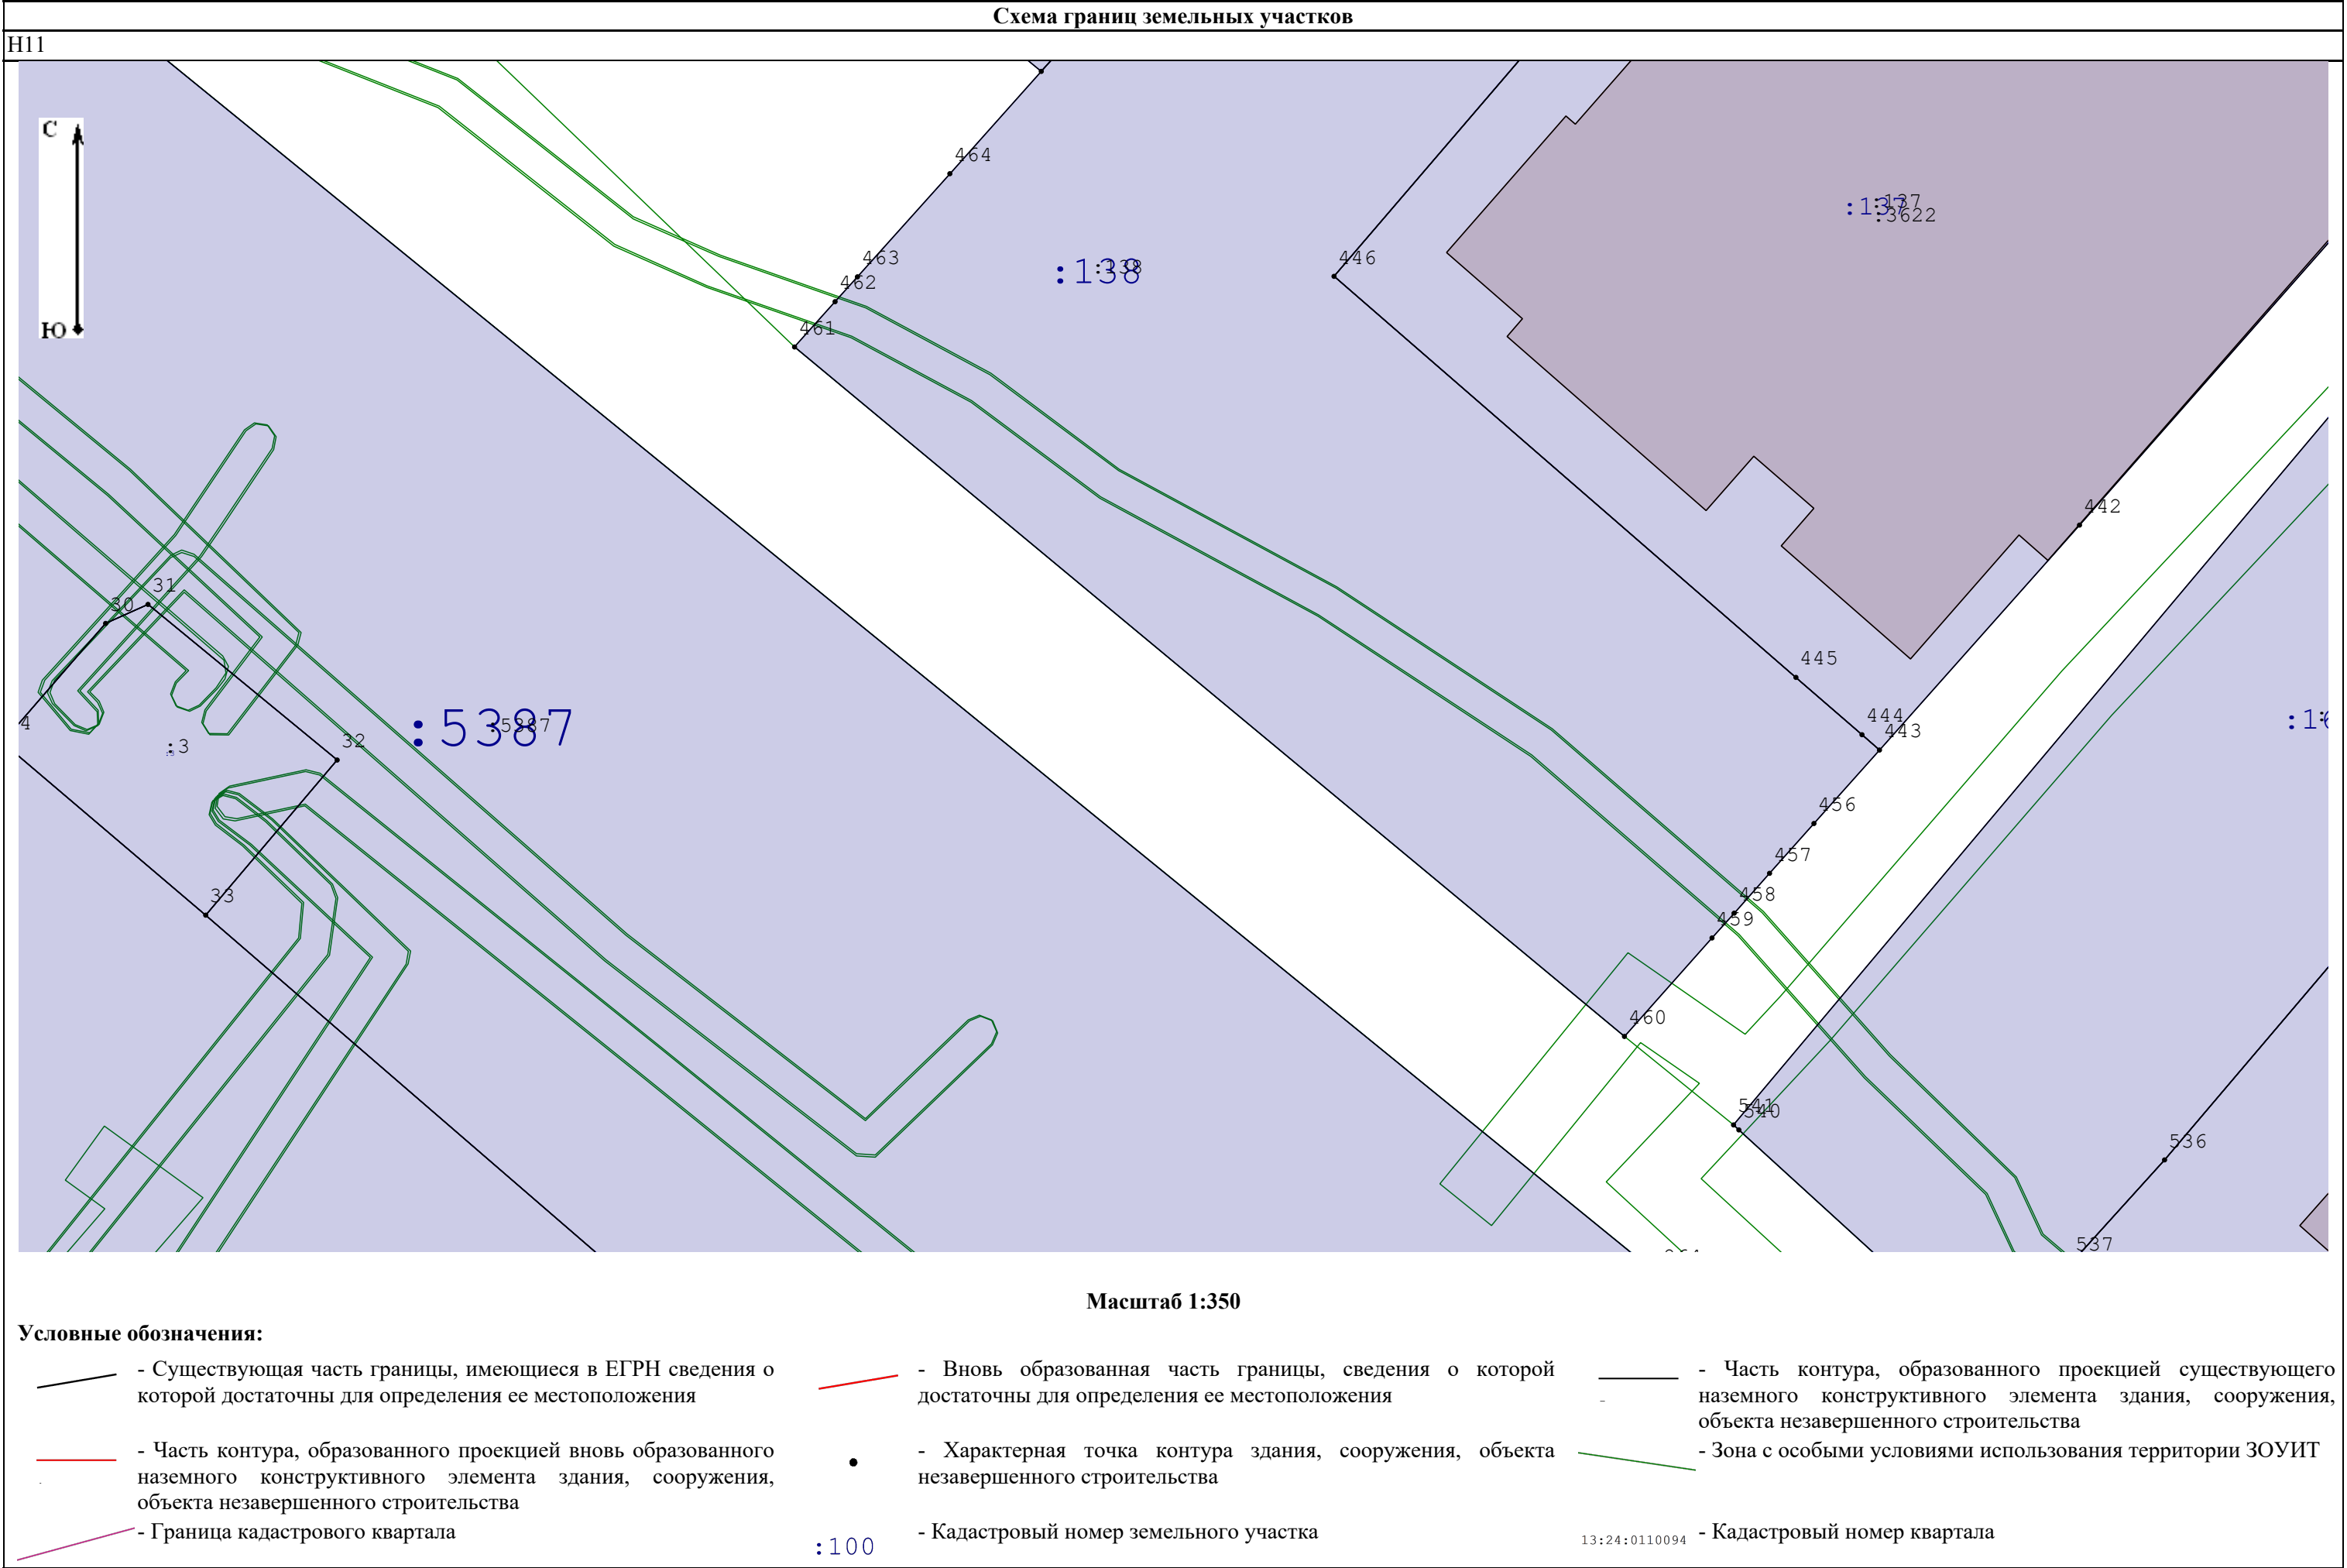 Схема границ земельных участков
Н11
С
Ю
464
463
462
461
:138
:138
446
:137
:137
:3622
442
445
444
443
456
457
458
459
460
541
540
536
537
31
30
32
33
4
:3
:5387
:5387
Масштаб 1:350
Условные обозначения:
- Существующая часть границы, имеющиеся в ЕГРН сведения о
которой достаточны для определения ее местоположения
- Вновь образованная часть границы, сведения о которой
достаточны для определения ее местоположения
- Часть контура, образованного проекцией существующего
наземного конструктивного элемента здания, сооружения,
объекта незавершенного строительства
- Часть контура, образованного проекцией вновь образованного
наземного конструктивного элемента здания, сооружения,
объекта незавершенного строительства
- Характерная точка контура здания, сооружения, объекта
незавершенного строительства
- Зона с особыми условиями использования территории ЗОУИТ
- Граница кадастрового квартала
:100
- Кадастровый номер земельного участка
13:24:0110094
- Кадастровый номер квартала